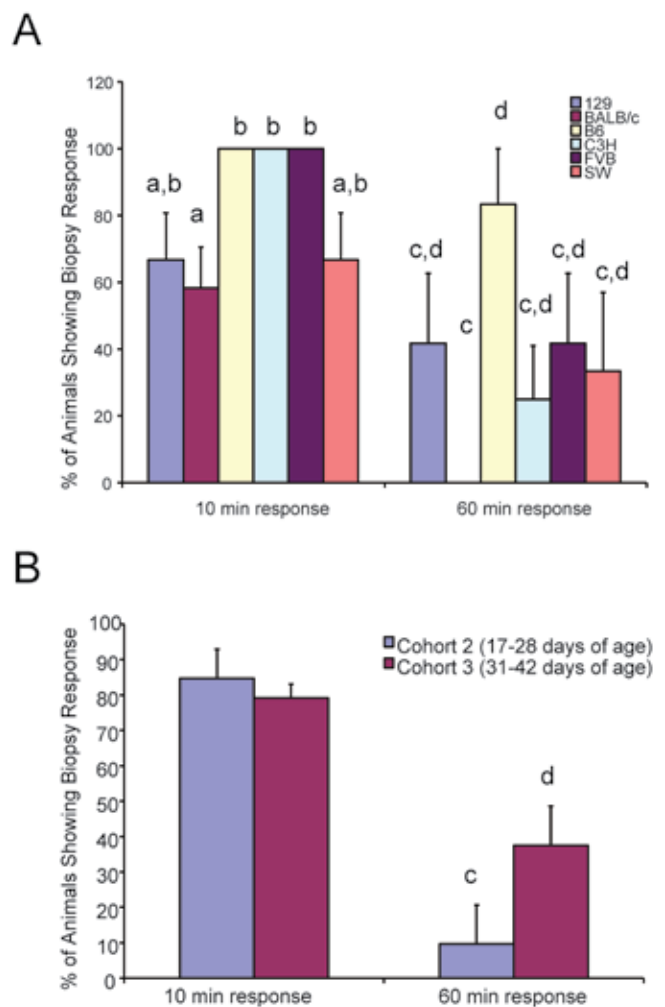 A
% of Animals Showing Biopsy Response
120
100
80
60
40
20
0
129
BALB/c
B6
C3H
FVB
SW
a,b
a
b
b
b
a,b
c,d
c
d
c,d
c,d
c,d
10 min response
60 min response
B
% of Animals Showing Biopsy Response
100
90
80
70
60
50
40
30
20
10
0
Cohort 2 (17-28 days of age)
Cohort 3 (31-42 days of age)
c
d
10 min response
60 min response